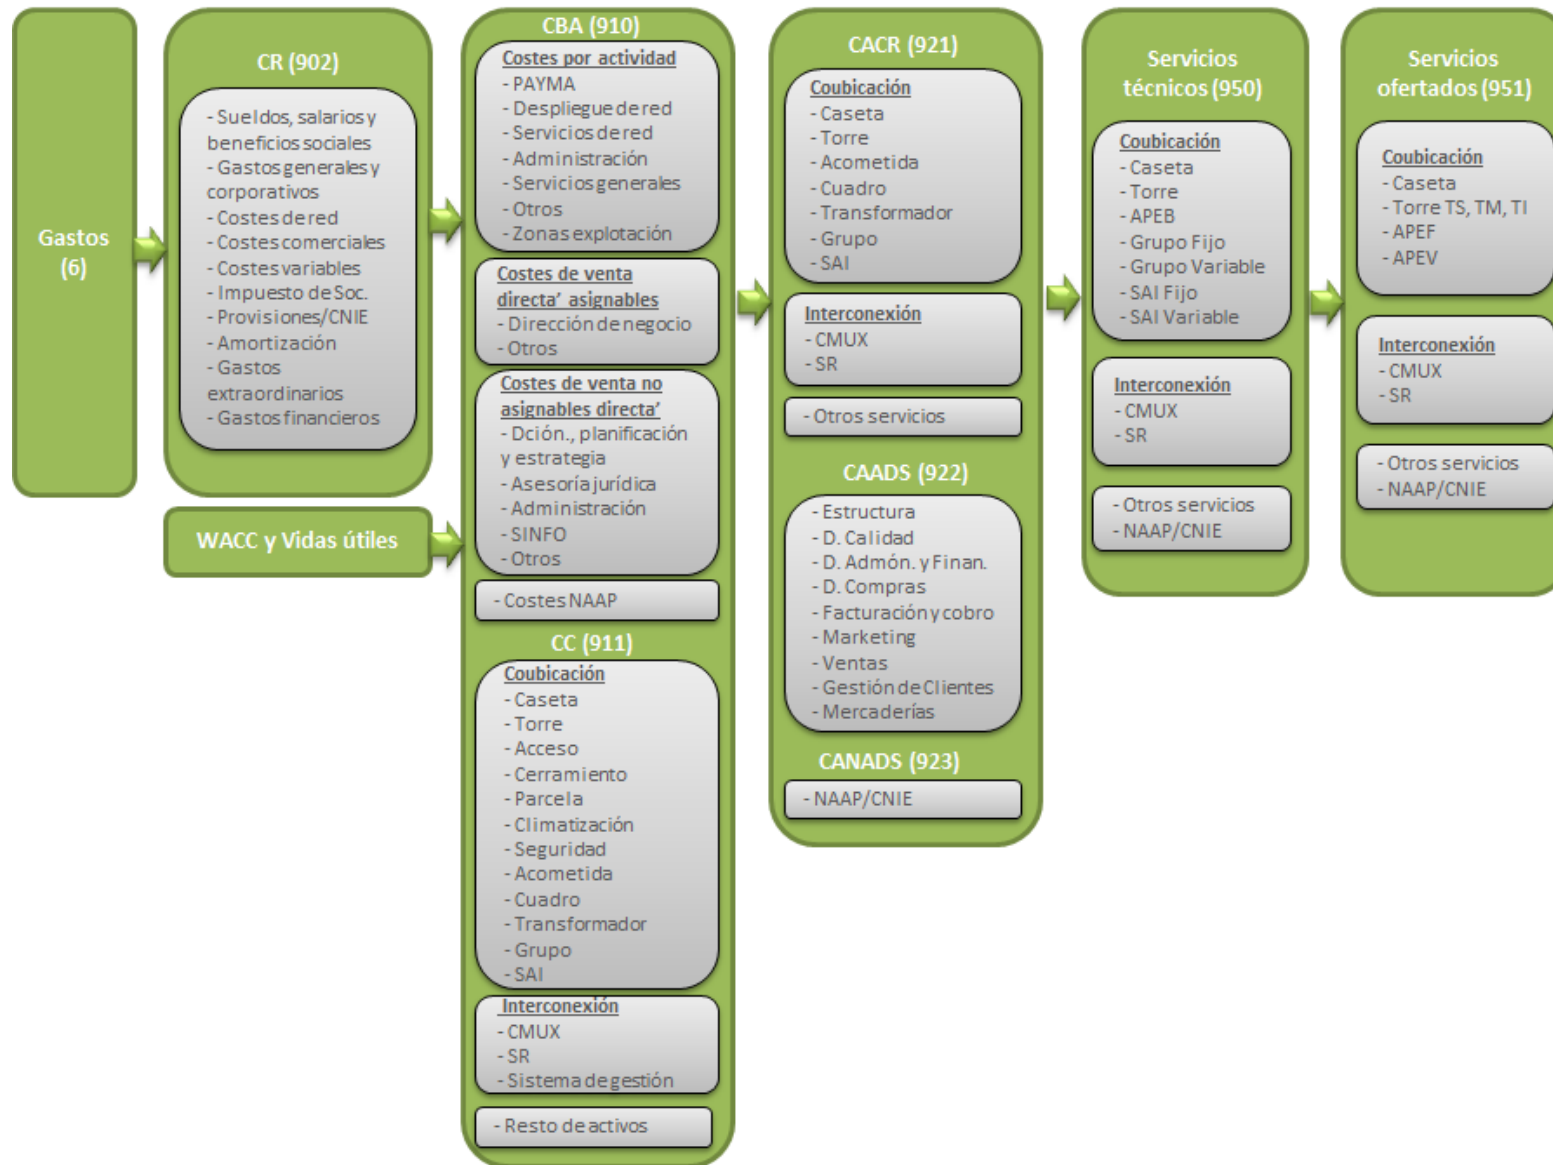 Gastos
(6)
CR (902)
- Sueldos, salarios y
beneficios sociales
- Gastos generales y
corporativos
- Costes de red
- Costes comerciales
- Costes variables
- Impuesto de Soc.
- Provisiones/CNIE
- Amortización
- Gastos
extraordinarios
- Gastos financieros
WACC y Vidas útiles
CBA (910)
Costes por actividad
- PAYMA
- Despliegue de red
- Servicios de red
- Administración
- Servicios generales
- Otros
- Zonas explotación
Costes de venta
directa’ asignables
- Dirección de negocio
- Otros
Costes de venta no
asignables directa’
- Dción., planificación
y estrategia
- Asesoría jurídica
- Administración
- SINFO
- Otros
- Costes NAAP
CC (911)
Coubicación
- Caseta
- Torre
- Acceso
- Cerramiento
- Parcela
- Climatización
- Seguridad
- Acometida
- Cuadro
- Transformador
- Grupo
- SAI
Interconexión
- CMUX
- SR
- Sistema de gestión
- Resto de activos
CACR (921)
Coubicación
- Caseta
- Torre
- Acometida
- Cuadro
- Transformador
- Grupo
- SAI
Interconexión
- CMUX
- SR
- Otros servicios
CAADS (922)
- Estructura
- D. Calidad
- D. Admón. y Finan.
- D. Compras
- Facturación y cobro
- Marketing
- Ventas
- Gestión de Clientes
- Mercaderías
CANADS (923)
- NAAP/CNIE
Servicios
técnicos (950)
Coubicación
- Caseta
- Torre
- APEB
- Grupo Fijo
- Grupo Variable
- SAI Fijo
- SAI Variable
Interconexión
- CMUX
- SR
- Otros servicios
- NAAP/CNIE
Servicios
ofertados (951)
Coubicación
- Caseta
- Torre TS, TM, TI
- APEF
- APEV
Interconexión
- CMUX
- SR
- Otros servicios
- NAAP/CNIE